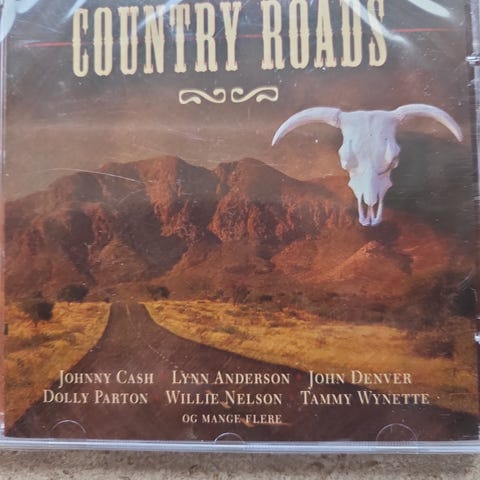 COUNTRY ROADS
JOHNNY CASH LYNN ANDERSON JOHN DENVER
DOLLY PARTON WILLIE NELSON TAMMY WYNETTE
OG MANGE FLERE